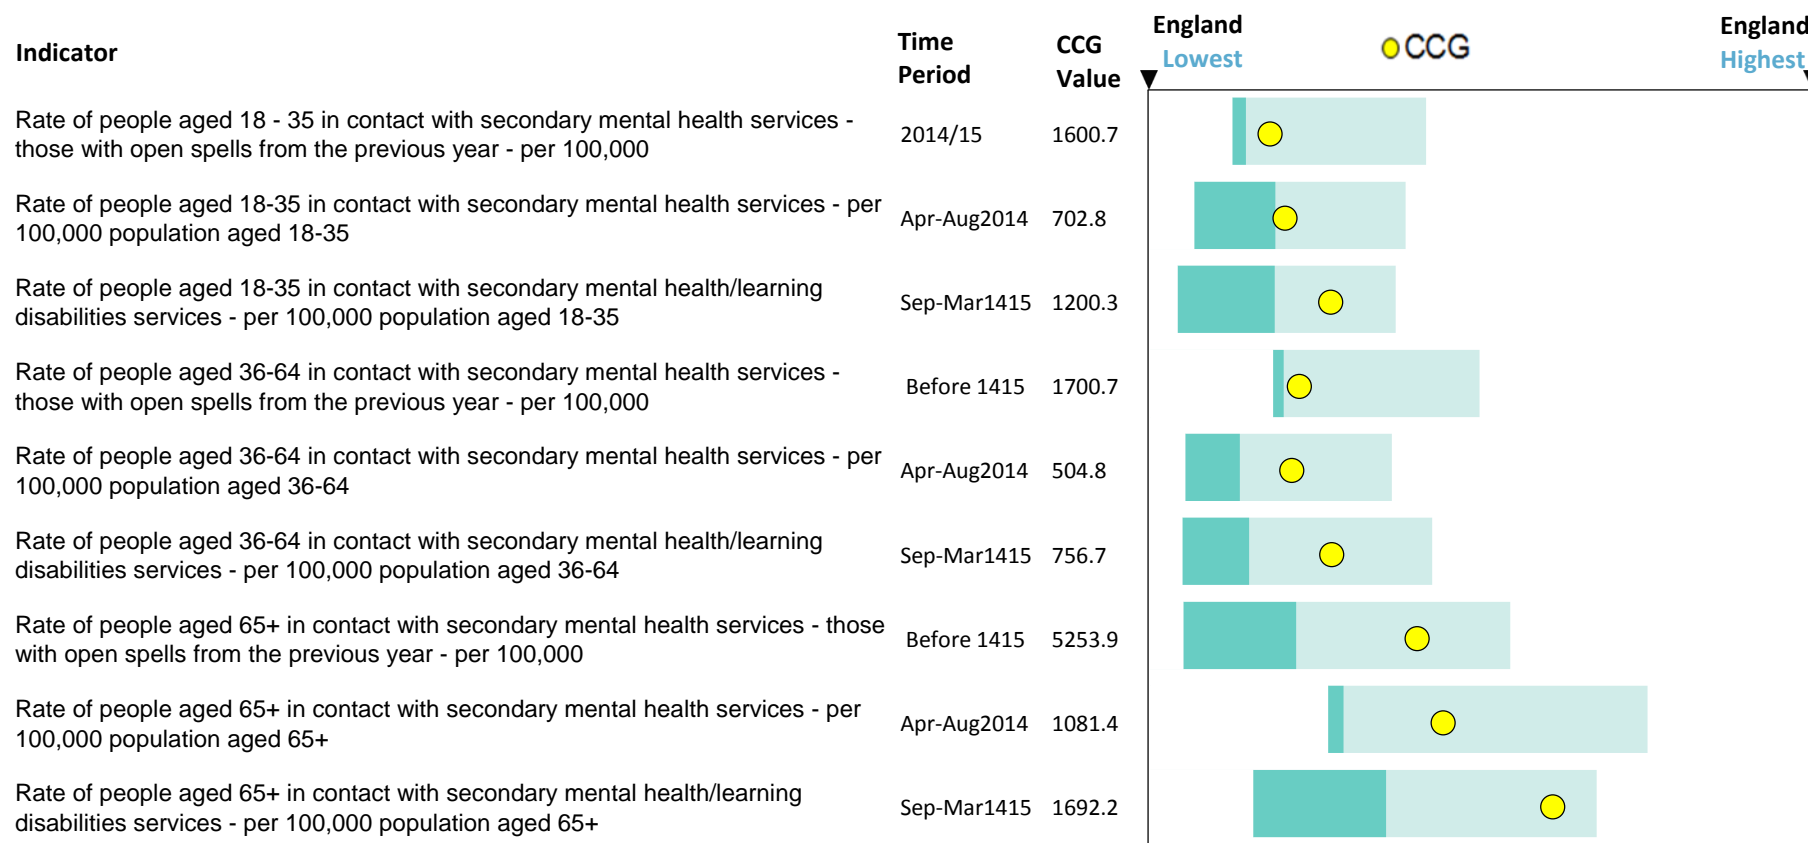 Indicator
Time Period
CCG Value
England Lowest
CCG
England Highest
Rate of people aged 18 - 35 in contact with secondary mental health services -
those with open spells from the previous year - per 100,000
2014/15
1600.7
Rate of people aged 18-35 in contact with secondary mental health services - per
100,000 population aged 18-35
Apr-Aug2014
702.8
Rate of people aged 18-35 in contact with secondary mental health/learning
disabilities services - per 100,000 population aged 18-35
Sep-Mar1415
1200.3
Rate of people aged 36-64 in contact with secondary mental health services -
those with open spells from the previous year - per 100,000
Before 1415
1700.7
Rate of people aged 36-64 in contact with secondary mental health services - per
100,000 population aged 36-64
Apr-Aug2014
504.8
Rate of people aged 36-64 in contact with secondary mental health/learning
disabilities services - per 100,000 population aged 36-64
Sep-Mar1415
756.7
Rate of people aged 65+ in contact with secondary mental health services - those
with open spells from the previous year - per 100,000
Before 1415
5253.9
Rate of people aged 65+ in contact with secondary mental health services - per
100,000 population aged 65+
Apr-Aug2014
1081.4
Rate of people aged 65+ in contact with secondary mental health/learning
disabilities services - per 100,000 population aged 65+
Sep-Mar1415
1692.2